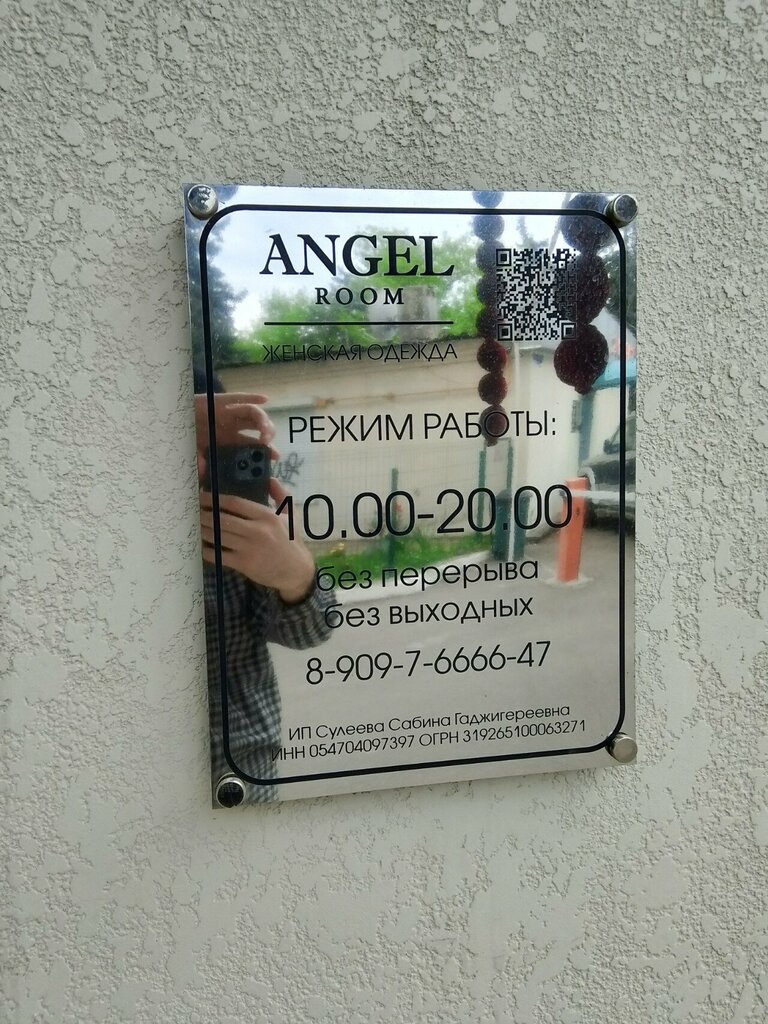 ANGEL
ROOM
ЖЕНСКАЯ ОДЕЖДА
РЕЖИМ РАБОТЫ:
10.00-20.00
без перерыва
без выходных
8-909-7-6666-47
ИП Сулеева Сабина Гаджигереевна
ИНН 054704097397 ОГРН 319265100063271